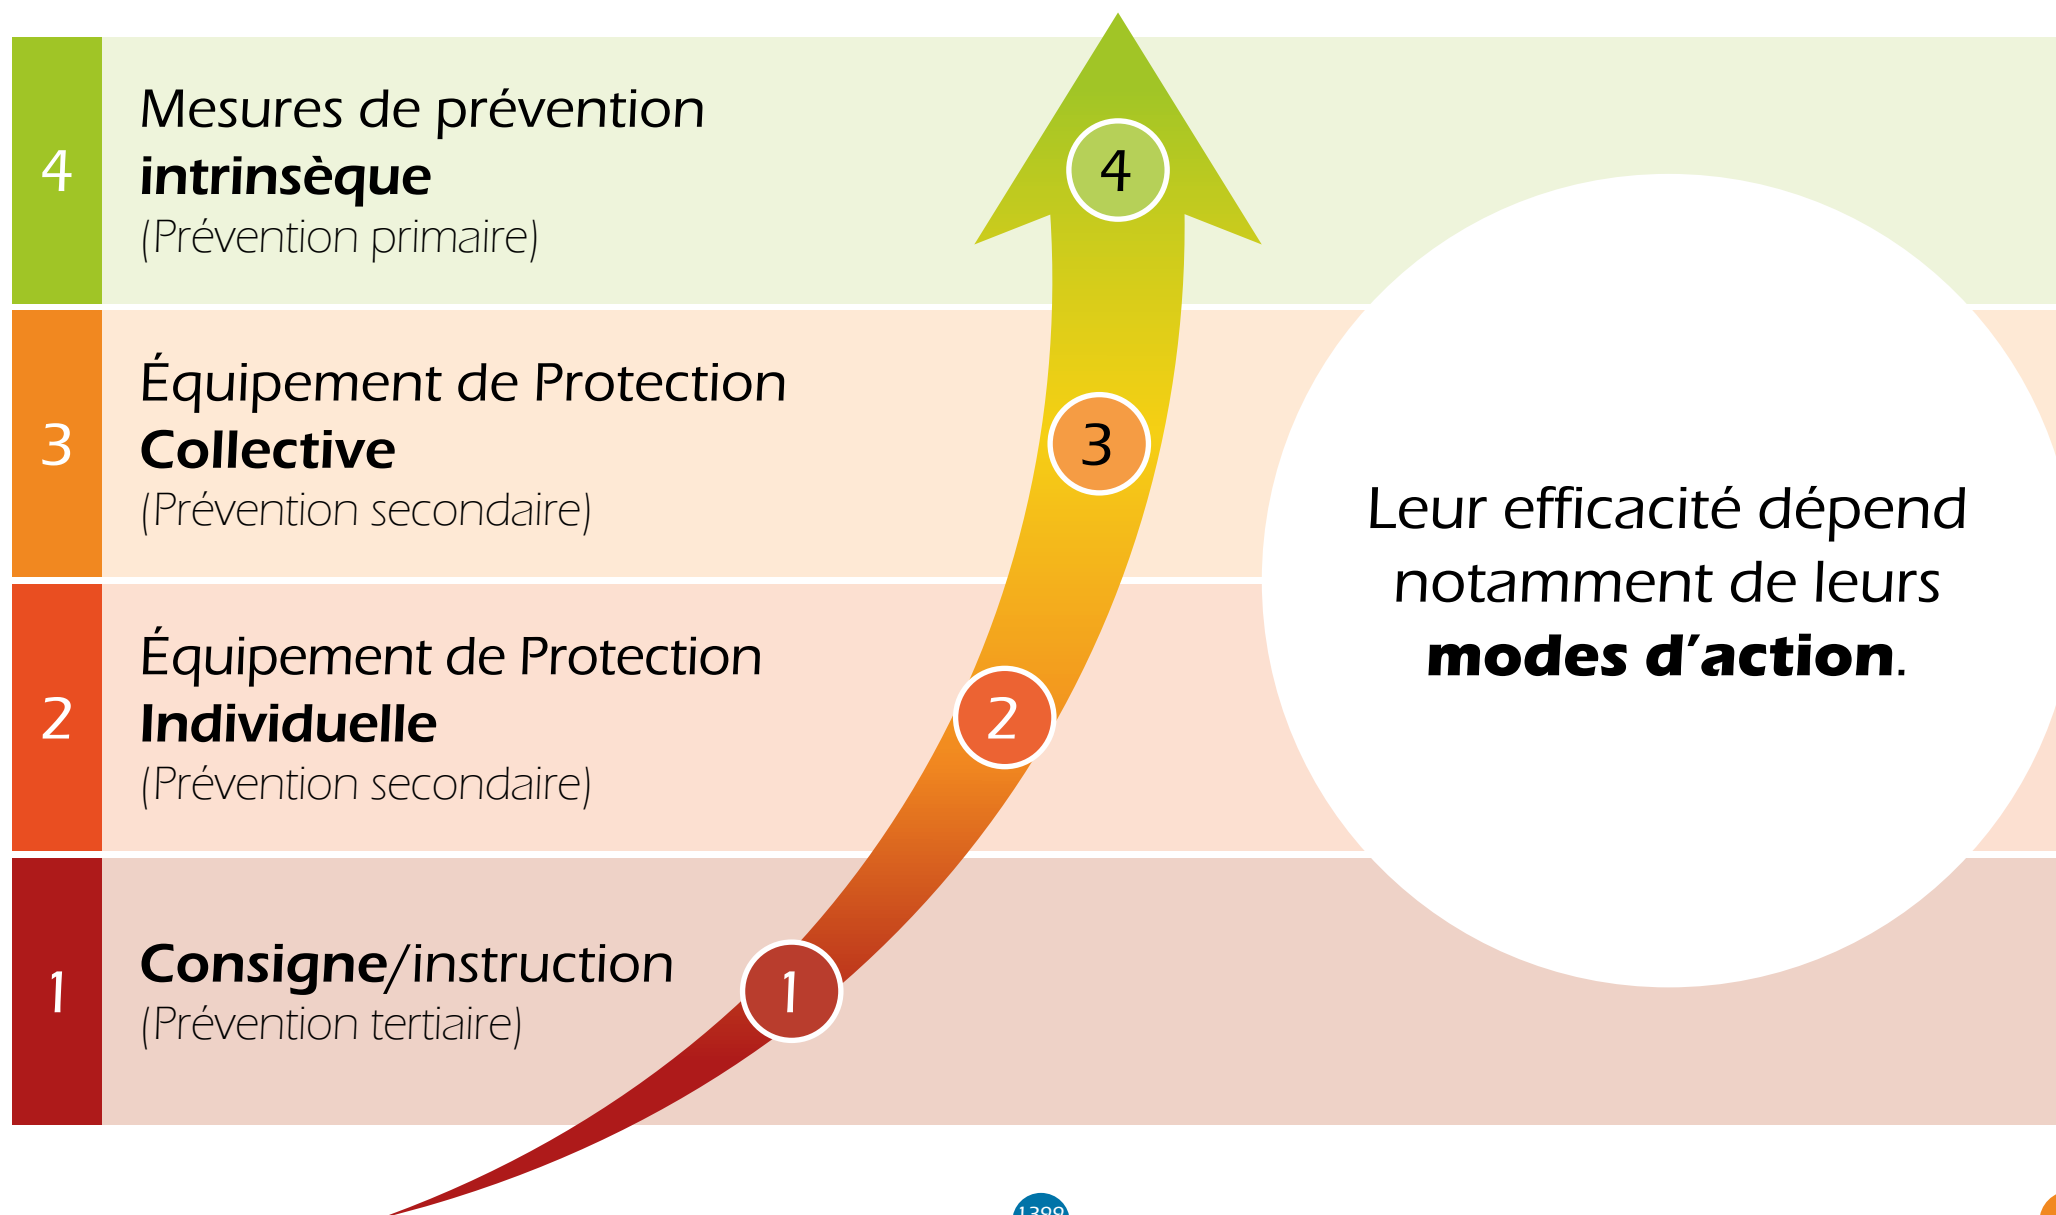 4
Mesures de prévention
intrinsèque
(Prévention primaire)
4
3
Équipement de Protection
Collective
(Prévention secondaire)
3
Leur efficacité dépend
notamment de leurs
modes d’action.
2
Équipement de Protection
Individuelle
(Prévention secondaire)
2
1
Consigne/instruction
(Prévention tertiaire)
1
1399